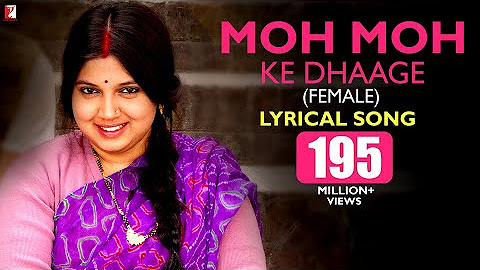 MOH MOH
KE DHAAGE
(FEMALE)
LYRICAL SONG
195
MILLION+
VIEWS